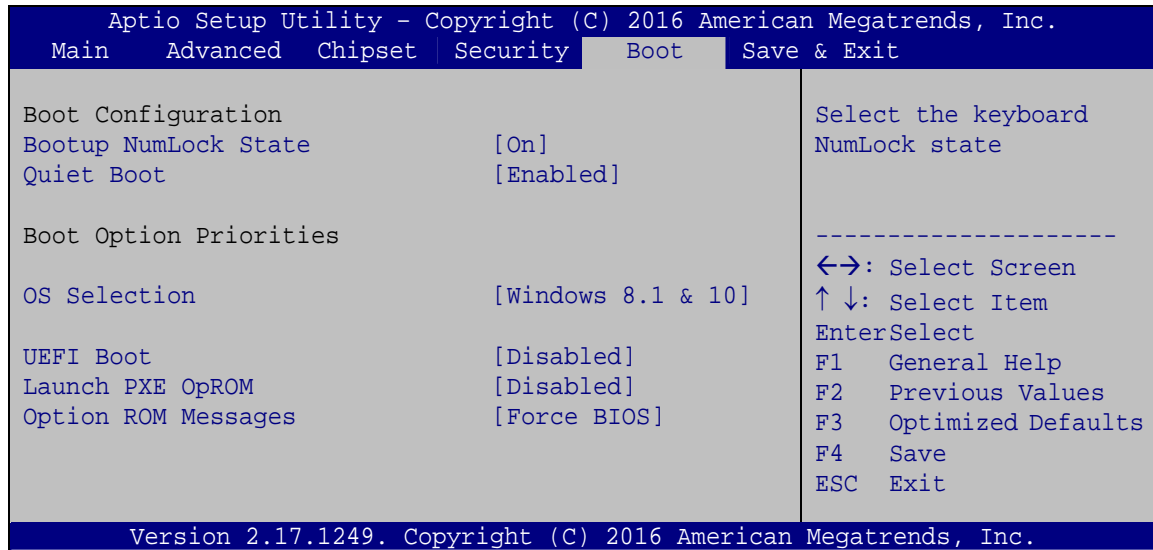 Aptio Setup Utility – Copyright (C) 2016 American Megatrends, Inc.
Main Advanced Chipset Security Boot Save & Exit
Boot Configuration
Bootup NumLock State [On]
Quiet Boot [Enabled]
Boot Option Priorities
OS Selection [Windows 8.1 & 10]
UEFI Boot [Disabled]
Launch PXE OpROM [Disabled]
Option ROM Messages [Force BIOS]
Select the keyboard
NumLock state
---------------------
←→: Select Screen
↑ ↓: Select Item
EnterSelect
F1 General Help
F2 Previous Values
F3 Optimized Defaults
F4 Save
ESC Exit
Version 2.17.1249. Copyright (C) 2016 American Megatrends, Inc.